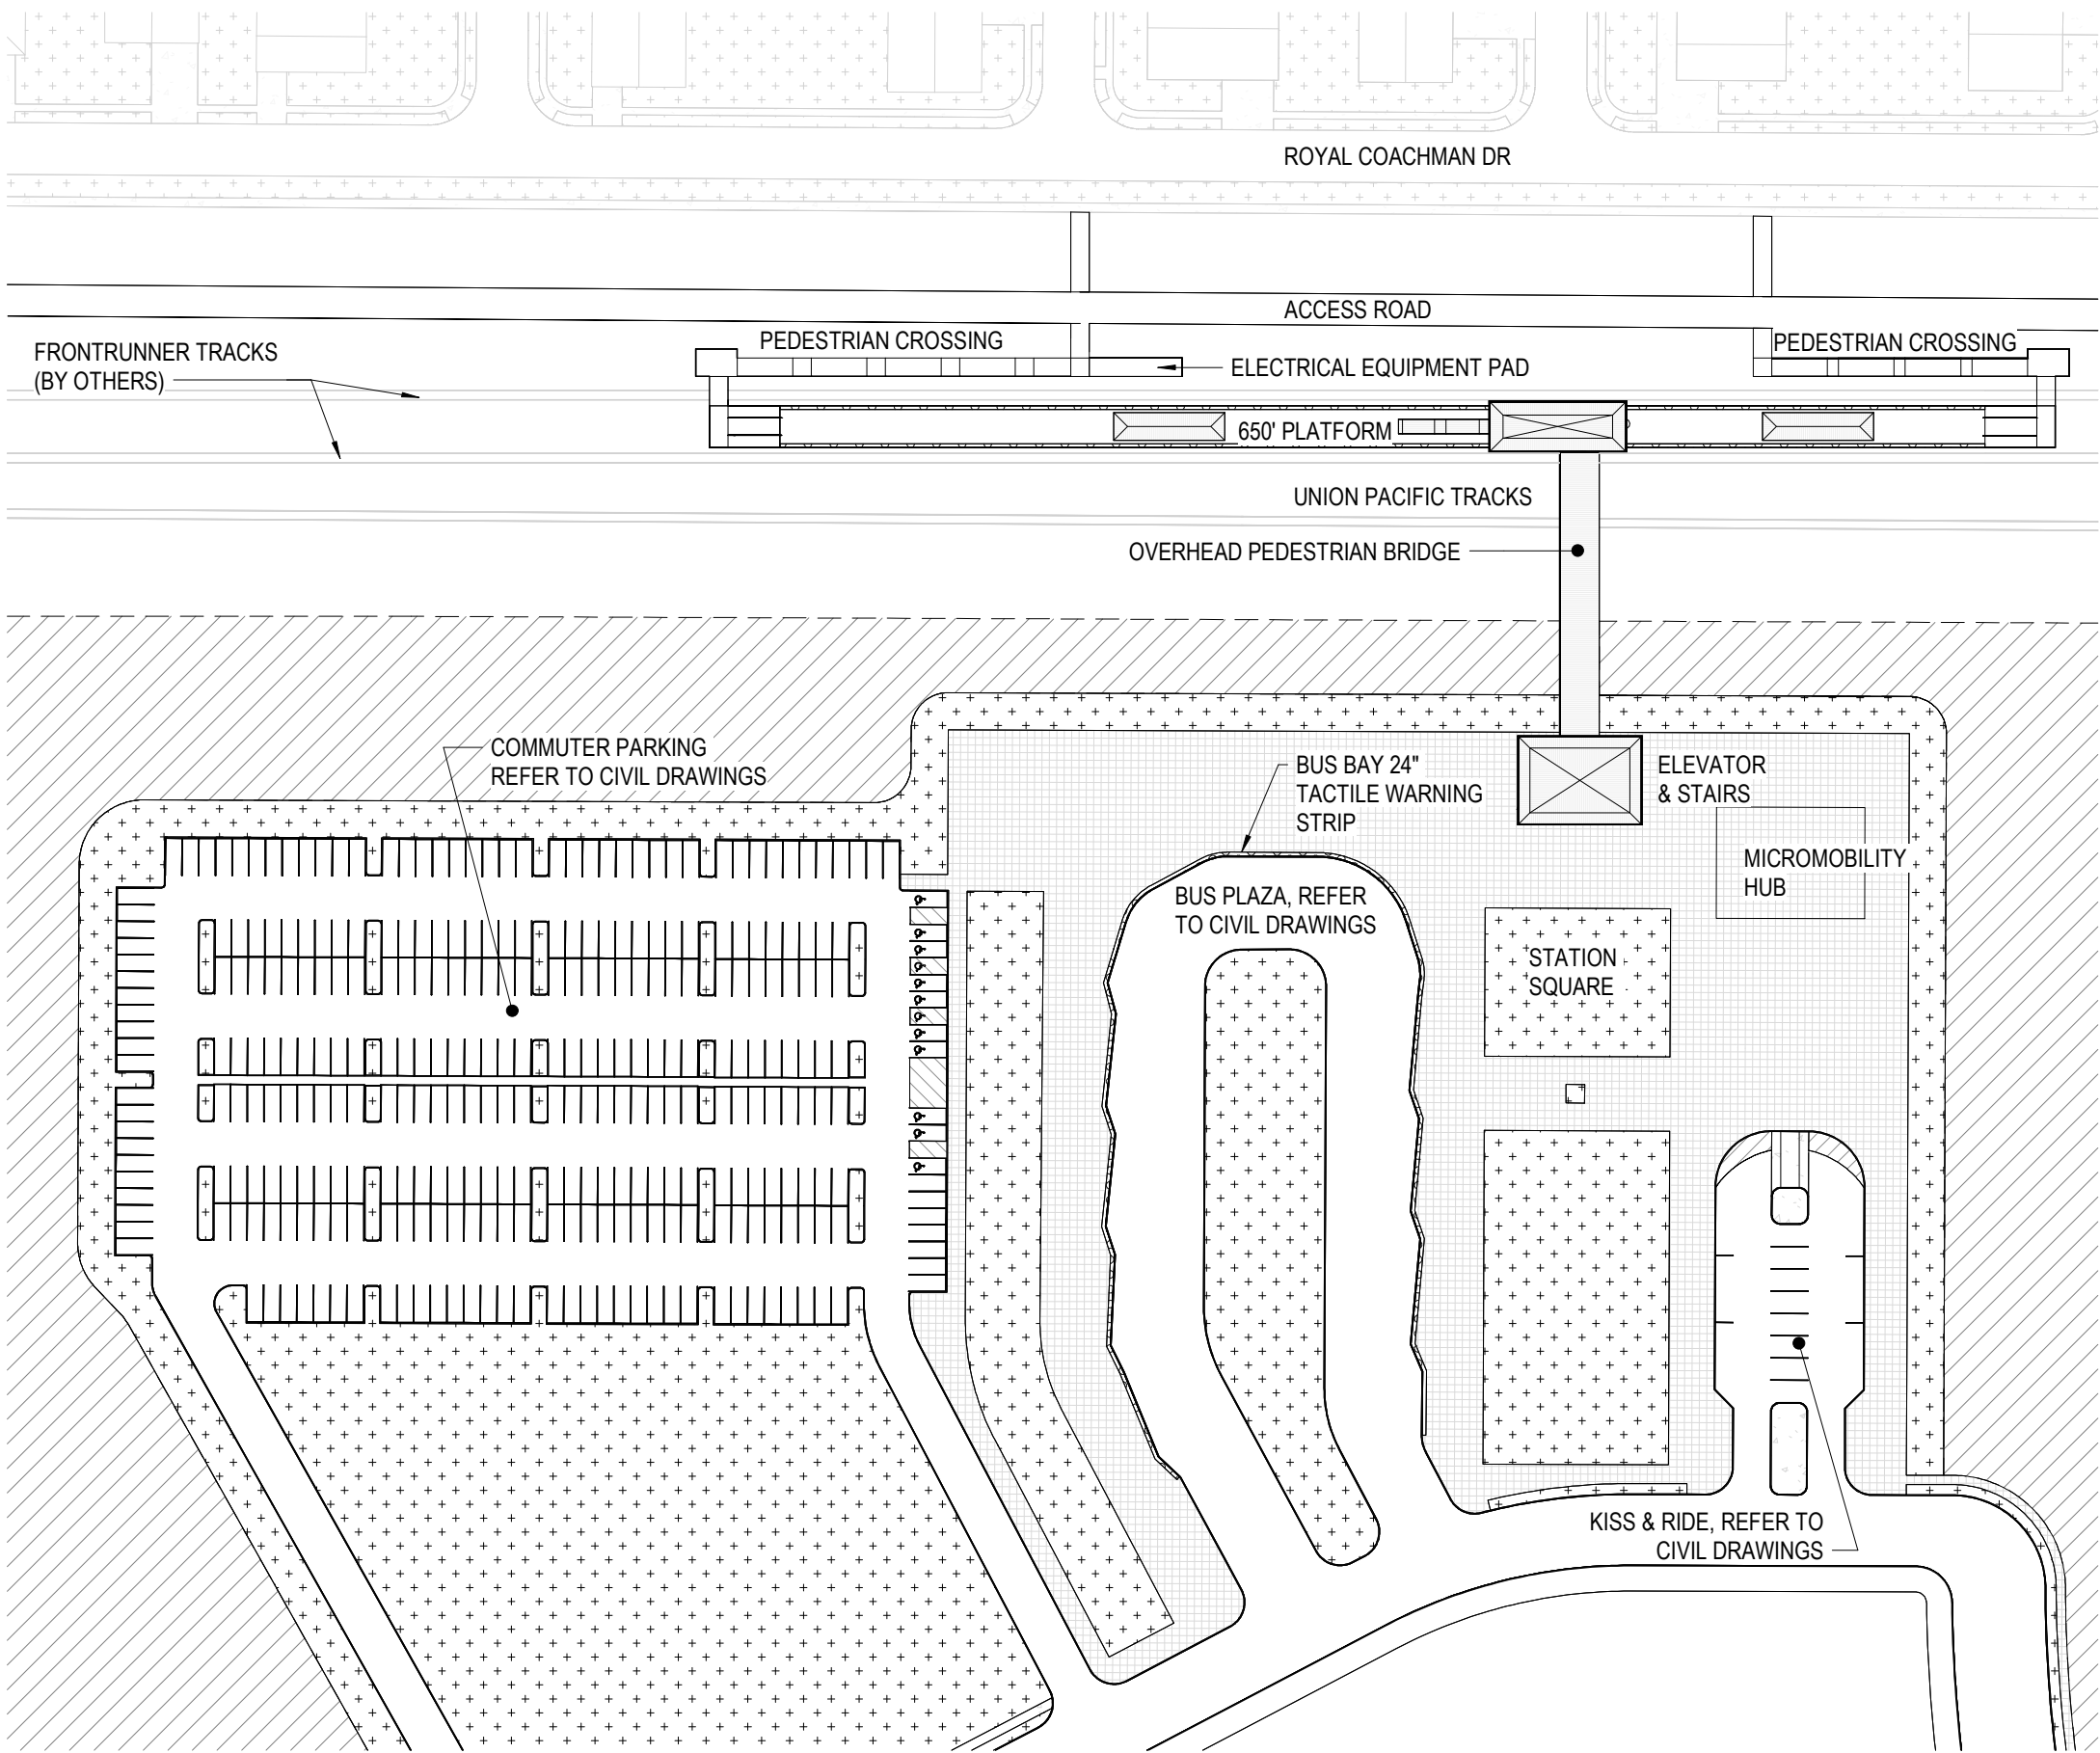 ROYAL COACHMAN DR
ACCESS ROAD
PEDESTRIAN CROSSING
PEDESTRIAN CROSSING
FRONTRUNNER TRACKS
(BY OTHERS)
ELECTRICAL EQUIPMENT PAD
650' PLATFORM
UNION PACIFIC TRACKS
OVERHEAD PEDESTRIAN BRIDGE
COMMUTER PARKING
REFER TO CIVIL DRAWINGS
BUS BAY 24"
TACTILE WARNING
STRIP
ELEVATOR
& STAIRS
MICROMOBILITY
HUB
BUS PLAZA, REFER
TO CIVIL DRAWINGS
STATION
SQUARE
KISS & RIDE, REFER TO
CIVIL DRAWINGS